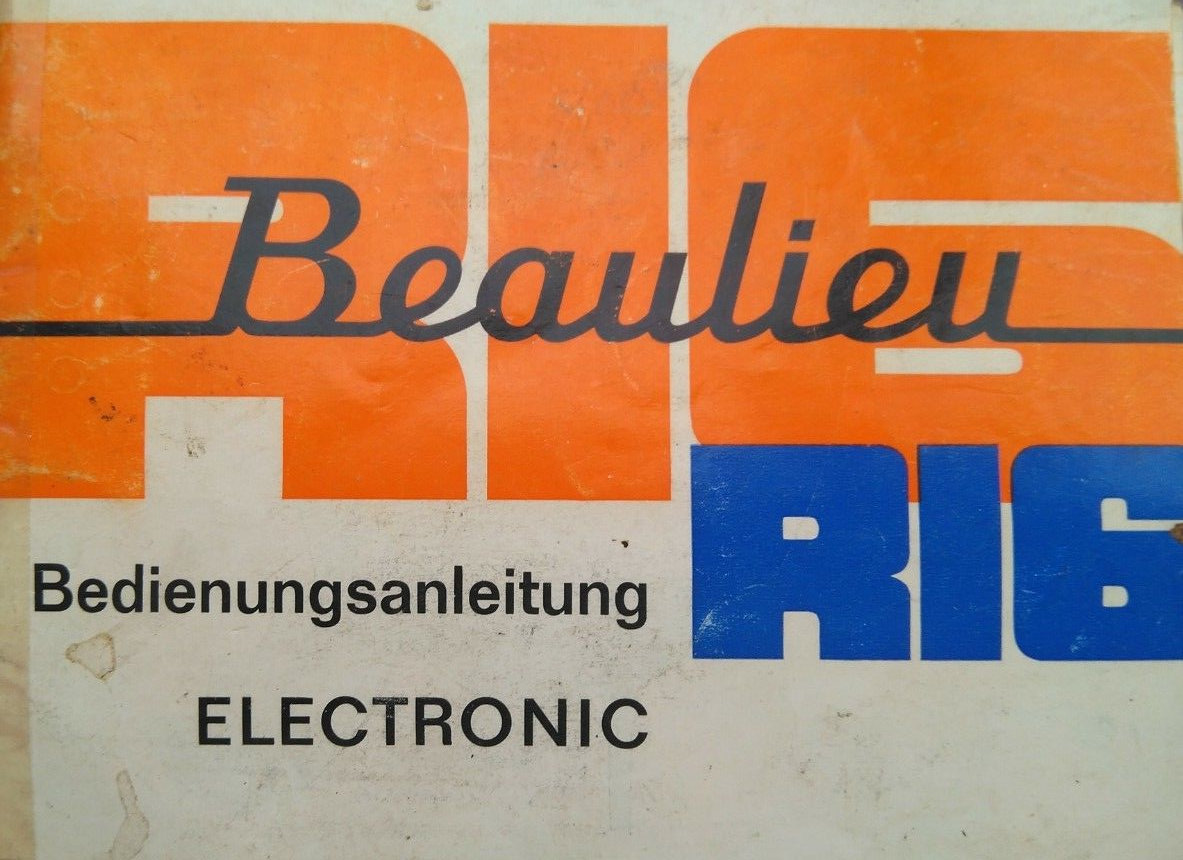 R16
Beaulieu
R16
Bedienungsanleitung
ELECTRONIC